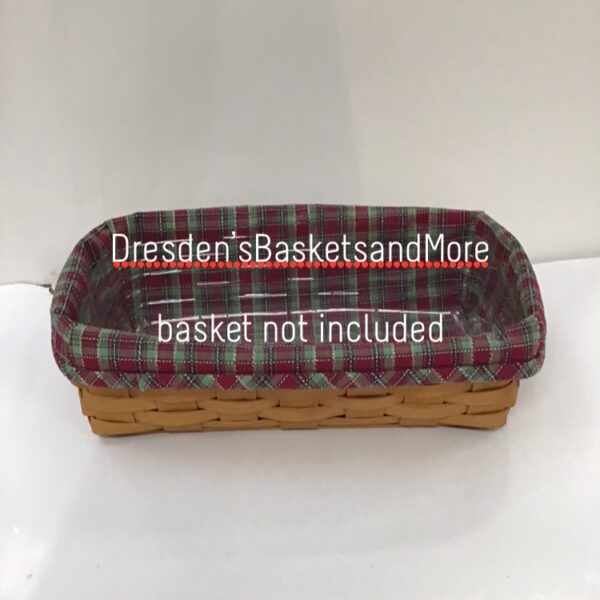 Dresden'sBasketsandMore
basket not included